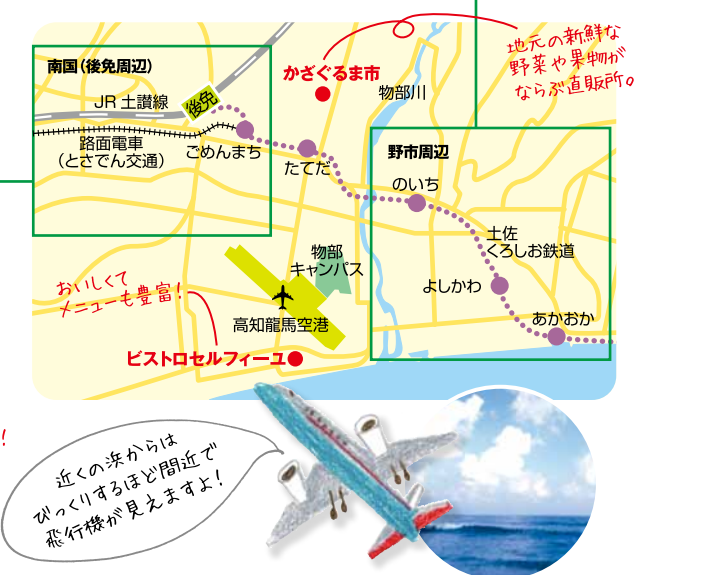 南国（後免周辺）
JR 土讃線
後免
路面電車
（とさでん交通）
ごめんまち
かざぐるま市
地元の新鮮な
野菜や果物が
ならぶ直販所。
物部川
たてだ
野市周辺
のいち
土佐
くろしお鉄道
よしかわ
あかおか
物部
キャンパス
高知龍馬空港
おいしくて
メニューも豊富！
ビストロセルフィーユ
！
近くの浜からは
びっくりするほど間近で
飛行機が見えますよ！